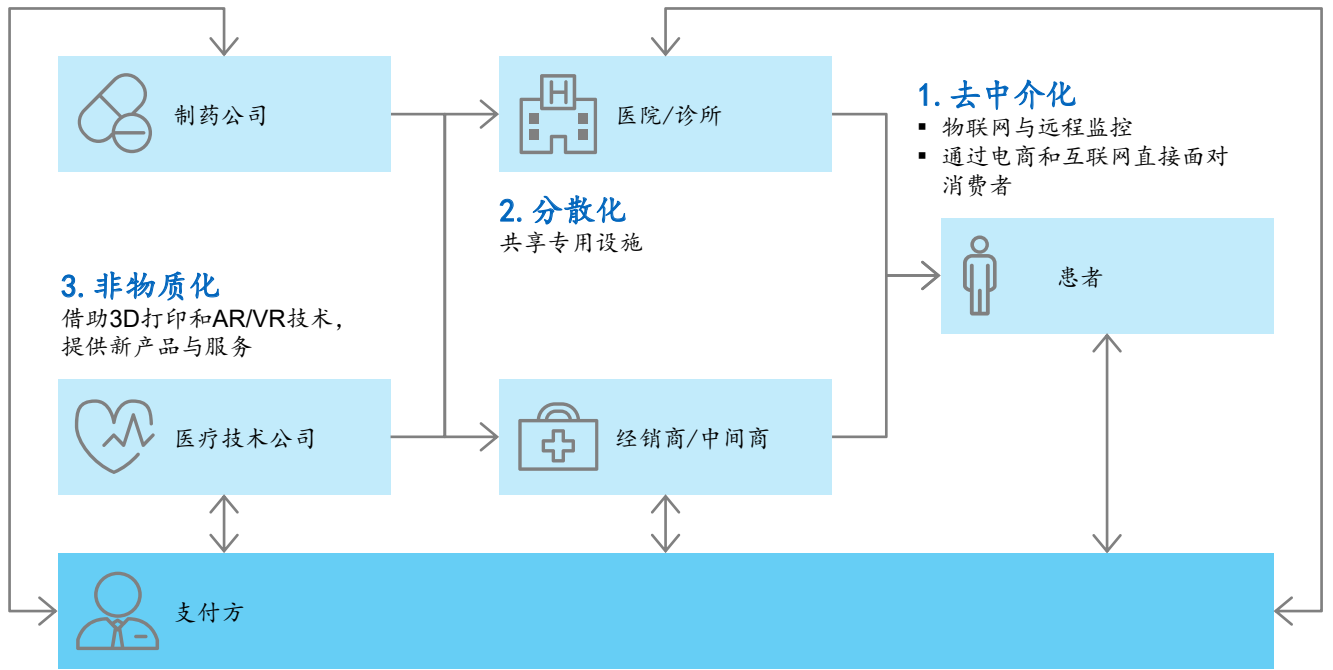 制药公司
H
医院/诊所
1. 去中介化
▪ 物联网与远程监控
▪ 通过电商和互联网直接面对
消费者
2. 分散化
共享专用设施
患者
3. 非物质化
借助3D打印和AR/VR技术，
提供新产品与服务
医疗技术公司
经销商/中间商
支付方